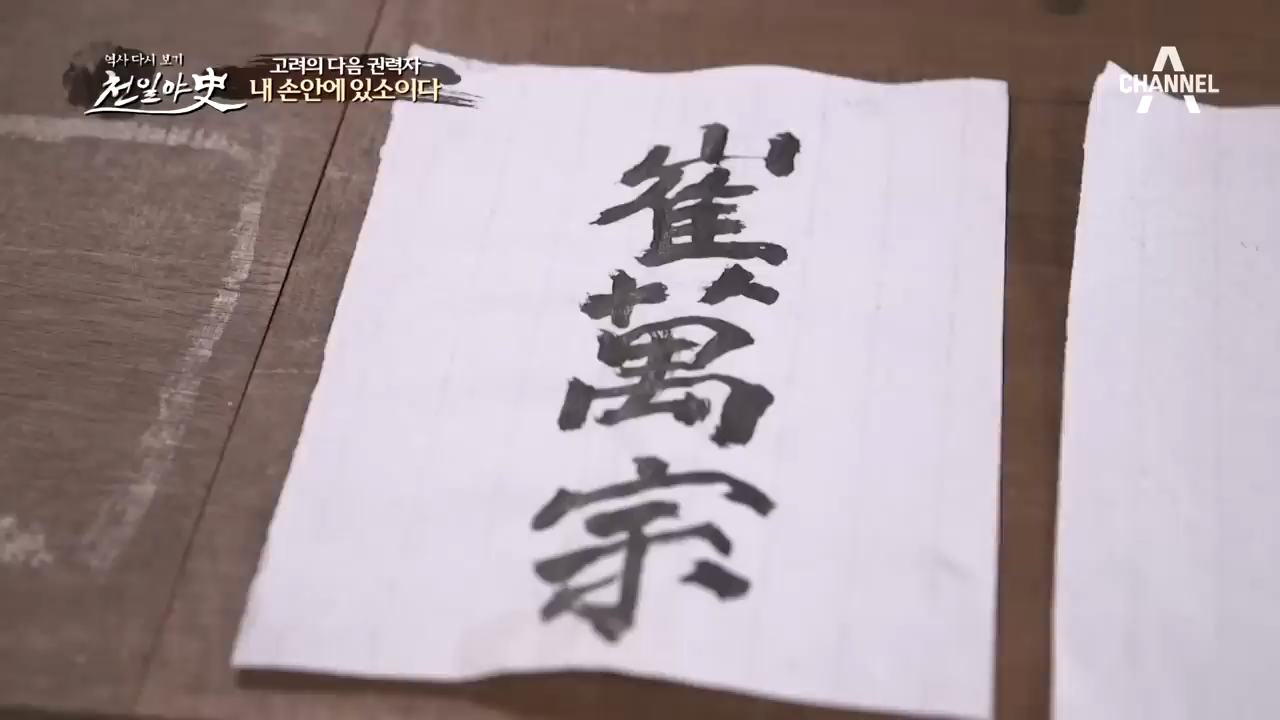 역사 다시 보기
천일야史
고려의 다음 권력자
내 손안에 있소이다
CHANNEL A
崔萬宗